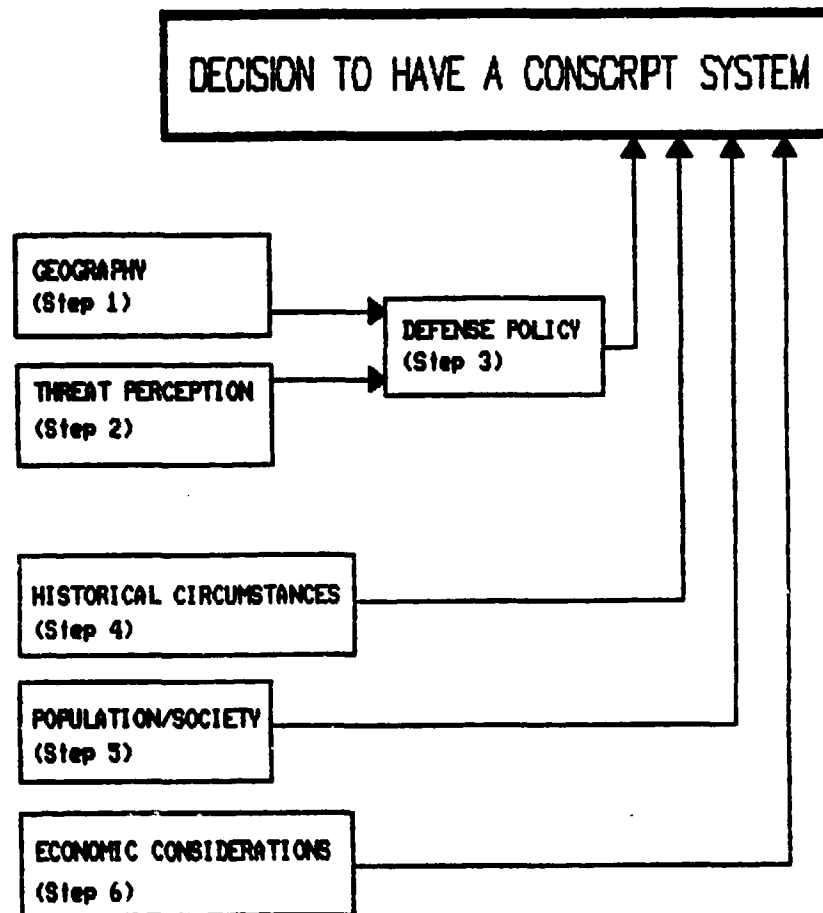 DECISION TO HAVE A CONSCRIPT SYSTEM
GEOGRAPHY
(Step 1)
DEFENSE POLICY
(Step 3)
THREAT PERCEPTION
(Step 2)
HISTORICAL CIRCUMSTANCES
(Step 4)
POPULATION/SOCIETY
(Step 5)
ECONOMIC CONSIDERATIONS
(Step 6)